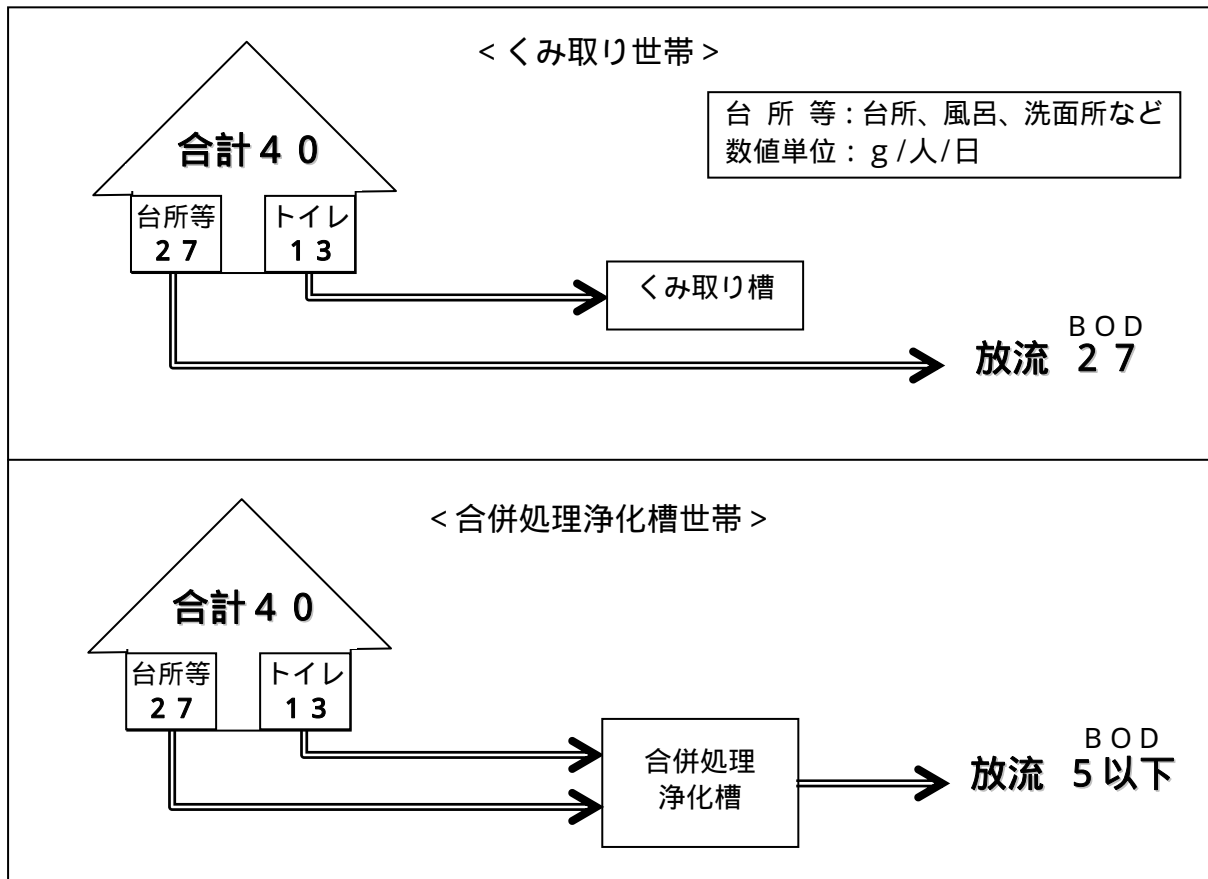 <くみ取り世帯>
台 所 等：台所、風呂、洗面所など
数値単位：ｇ/人/日
合計４０
台所等
２７
トイレ
１３
くみ取り槽
ＢＯＤ
放流 ２７
<合併処理浄化槽世帯>
合計４０
台所等
２７
トイレ
１３
合併処理
浄化槽
ＢＯＤ
放流 ５以下